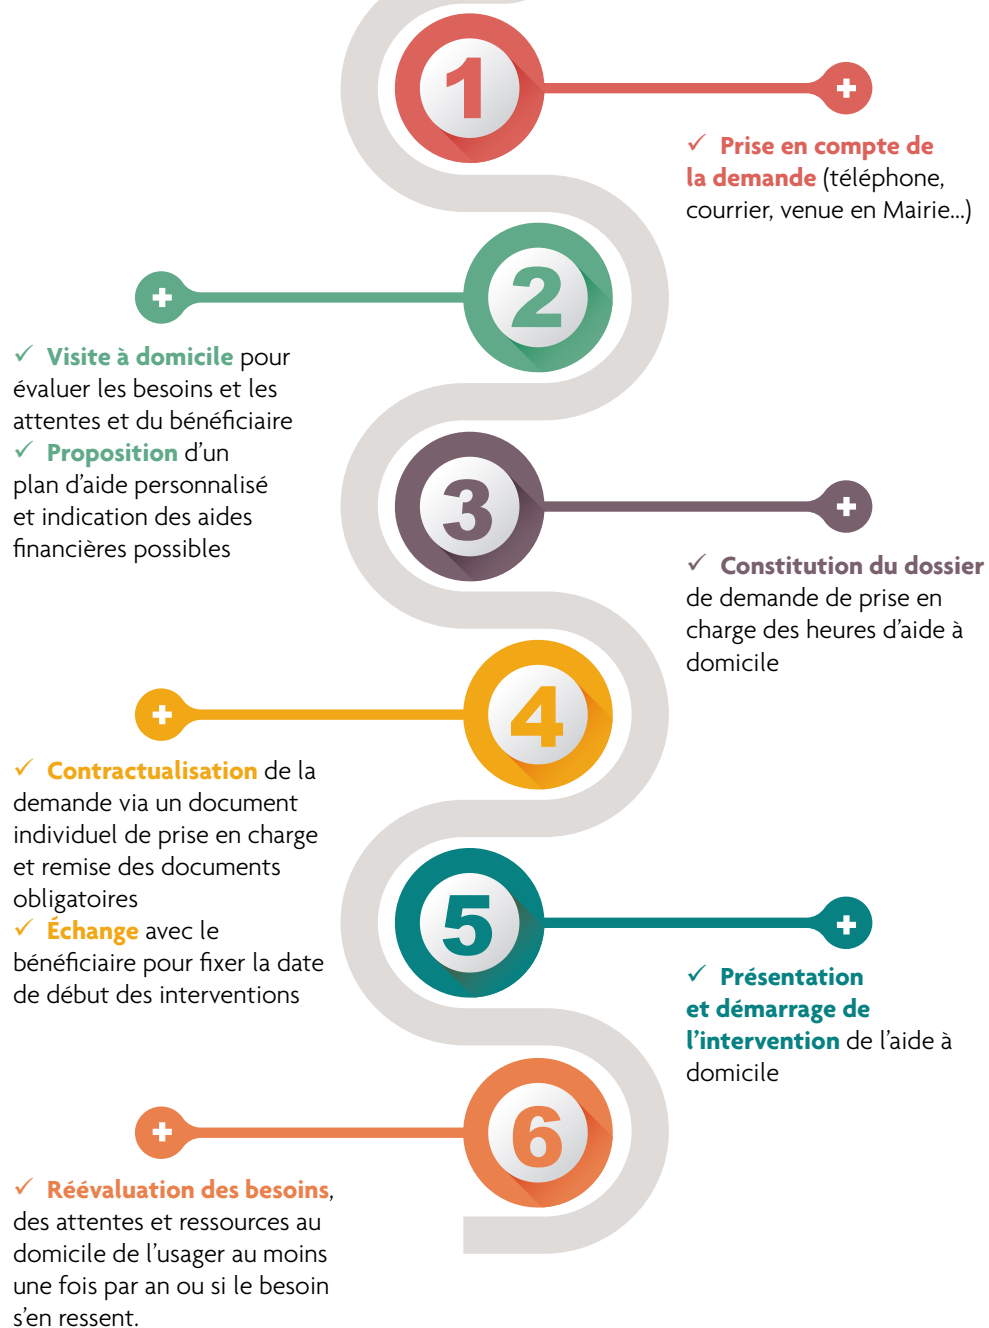 1
✓ Prise en compte de
la demande (téléphone,
courrier, venue en Mairie...)
2
✓ Visite à domicile pour
évaluer les besoins et les
attentes et du bénéficiaire
✓ Proposition d’un
plan d’aide personnalisé
et indication des aides
financières possibles
3
✓ Constitution du dossier
de demande de prise en
charge des heures d’aide à
domicile
4
✓ Contractualisation de la
demande via un document
individuel de prise en charge
et remise des documents
obligatoires
✓ Échange avec le
bénéficiaire pour fixer la date
de début des interventions
5
✓ Présentation
et démarrage de
l’intervention de l’aide à
domicile
6
✓ Réévaluation des besoins,
des attentes et ressources au
domicile de l’usager au moins
une fois par an ou si le besoin
s’en ressent.